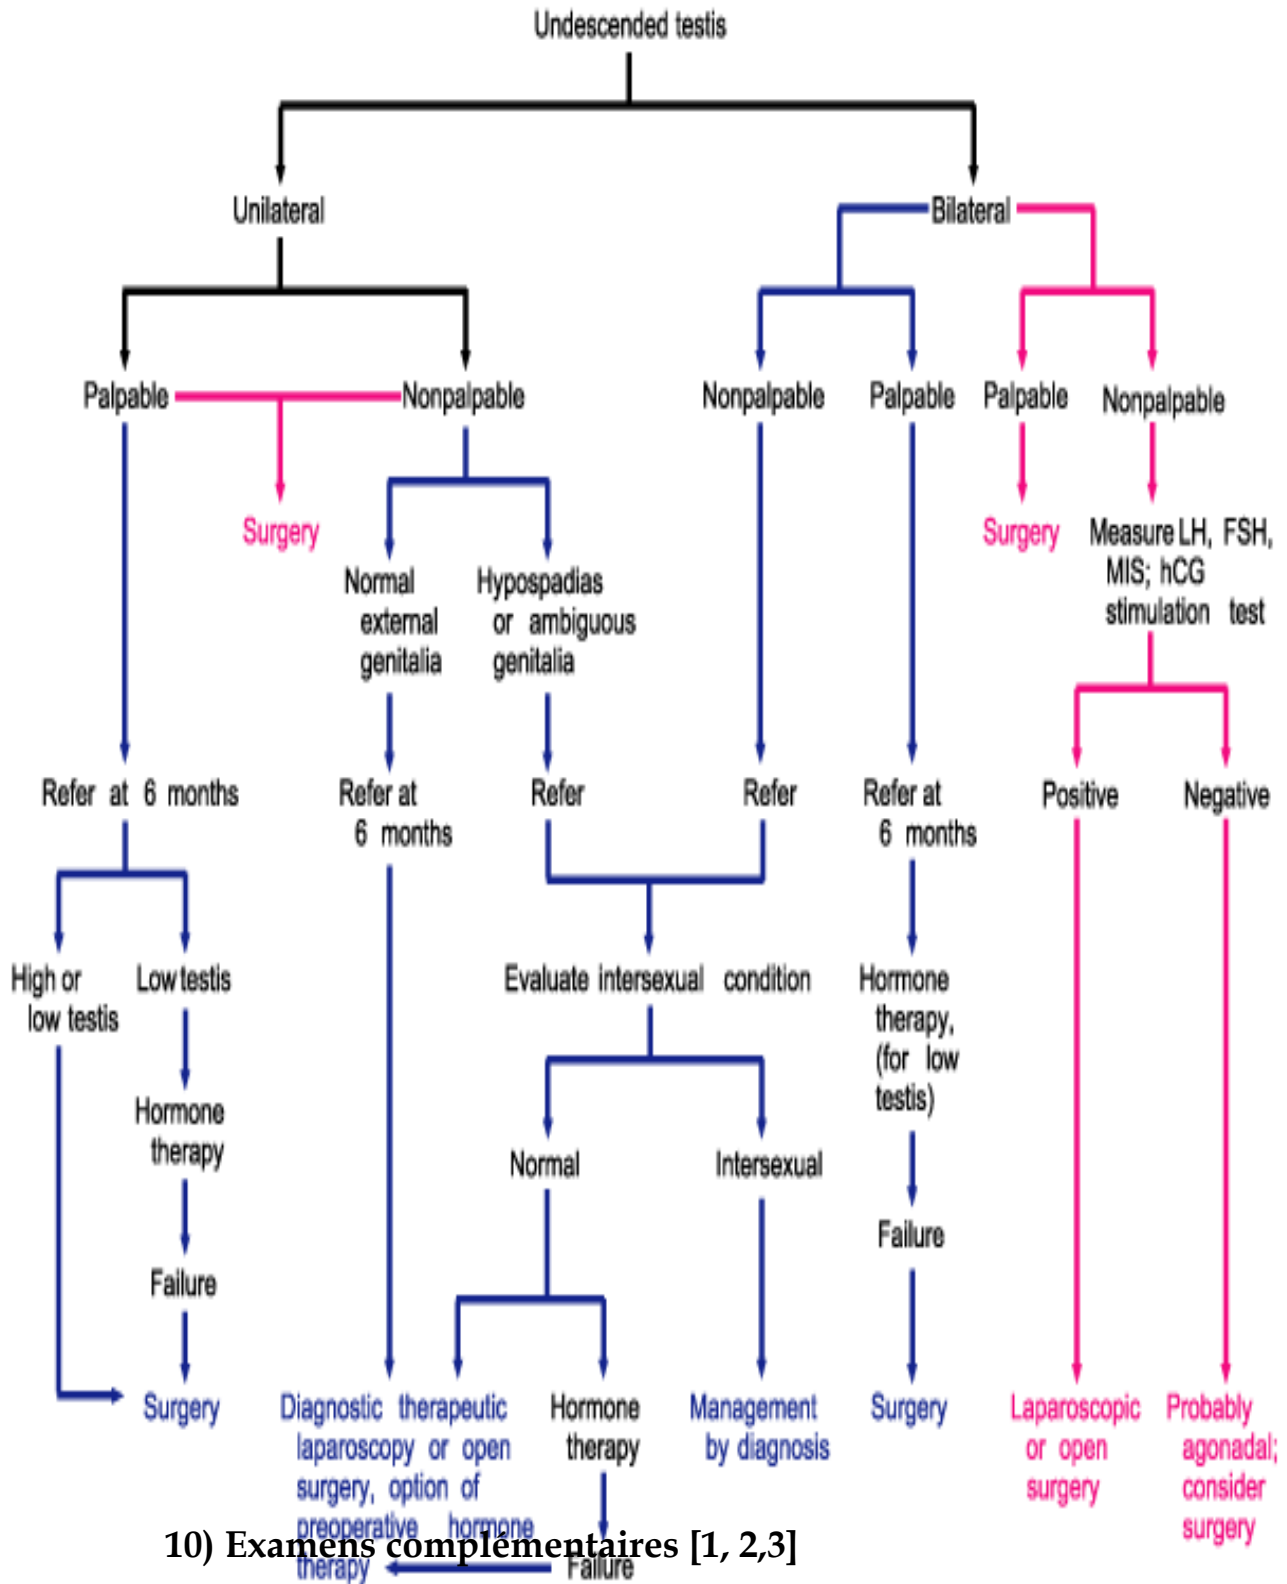 Undescended testis
Unilateral
Bilateral
Palpable
Nonpalpable
Nonpalpable
Palpable
Palpable
Nonpalpable
Surgery
Normal
external
genitalia
Hypospadias
or ambiguous
genitalia
Surgery
Measure LH, FSH,
MIS; hCG
stimulation test
Refer at 6 months
Refer at
6 months
Refer
Refer
Refer at
6 months
Positive
Negative
High or
low testis
Low testis
Evaluate intersexual condition
Hormone
therapy,
(for low
testis)
Hormone
therapy
Normal
Intersexual
Failure
Failure
Surgery
Diagnostic therapeutic
laparoscopy or open
surgery, option of
preoperative hormone
therapy
Hormone
therapy
Failure
Management
by diagnosis
Surgery
Laparoscopic
or open
surgery
Probably
agonadal;
consider
surgery
10) Examens complémentaires [1, 2,3]